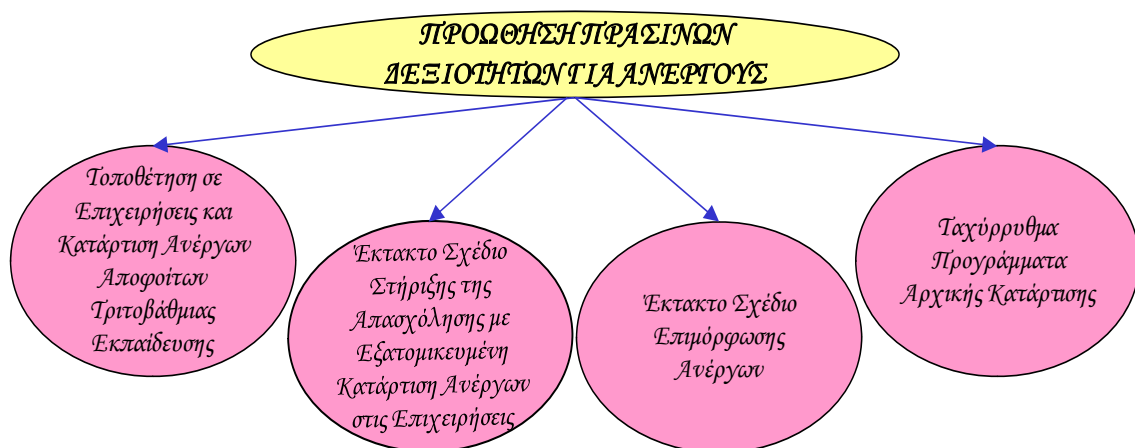 ΠΡΟΩΘΗΣΗ ΠΡΑΣΙΝΩΝ
ΔΕΞΙΟΤΗΤΩΝ ΓΙΑ ΑΝΕΡΓΟΥΣ
Τοποθέτηση σε
Επιχειρήσεις και
Κατάρτιση Ανέργων
Αποφοίτων
Τριτοβάθμιας
Εκπαίδευσης
Έκτακτο Σχέδιο
Στήριξης της
Απασχόλησης με
Εξατομικευμένη
Κατάρτιση Ανέργων
στις Επιχειρήσεις
Έκτακτο Σχέδιο
Επιμόρφωσης
Ανέργων
Ταχύρρυθμα
Προγράμματα
Αρχικής Κατάρτισης